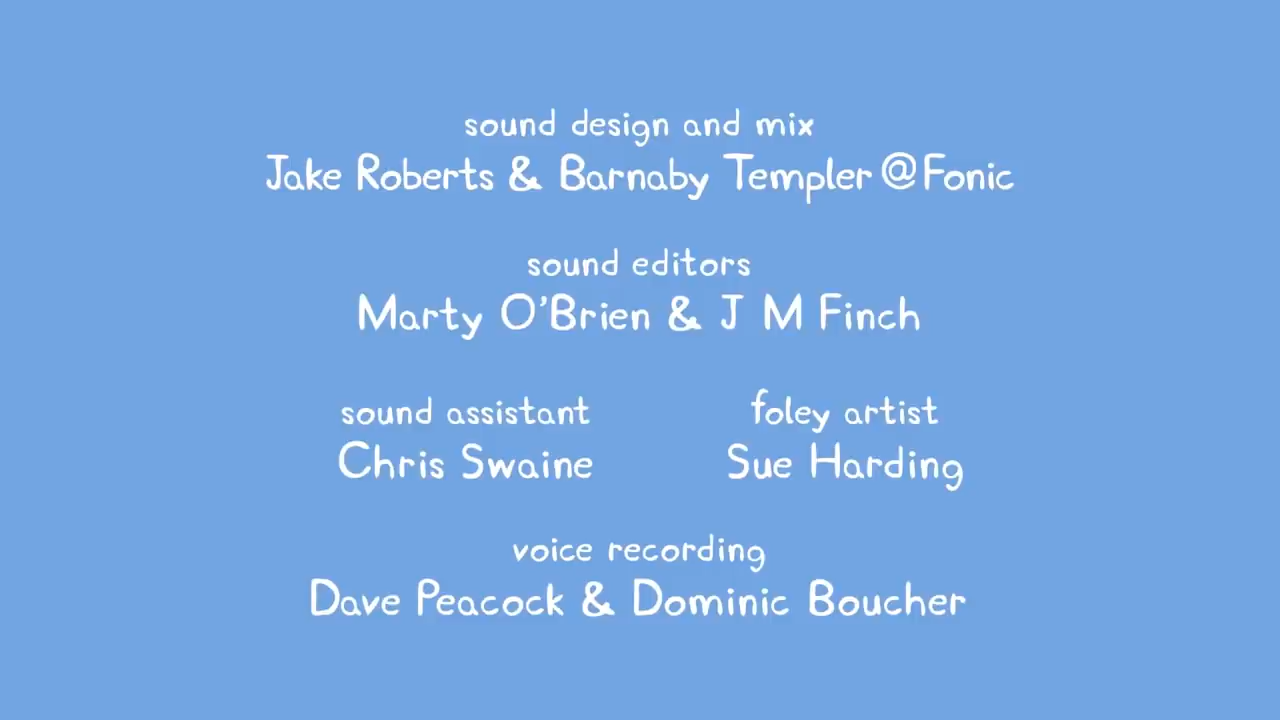 sound design and mix
Jake Roberts & Barnaby Templer @ Fonic
sound editors
Marty O'Brien & J M Finch
sound assistant
Chris Swaine
foley artist
Sue Harding
voice recording
Dave Peacock & Dominic Boucher